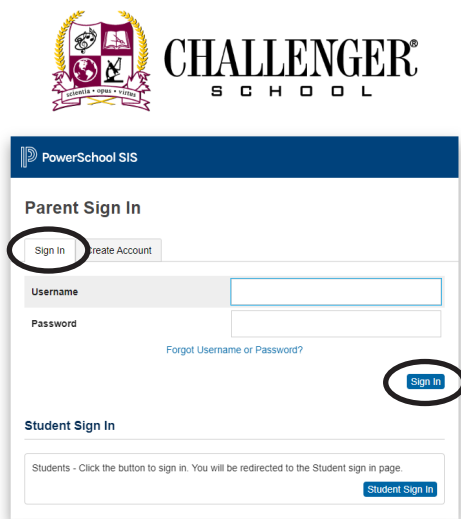 scientia • opus • virtus
CHALLENGER®
SCHOOL
PowerSchool SIS
Parent Sign In
Sign In
Create Account
Username
Password
Forgot Username or Password?
Sign In
Student Sign In
Students - Click the button to sign in. You will be redirected to the Student sign in page.
Student Sign In